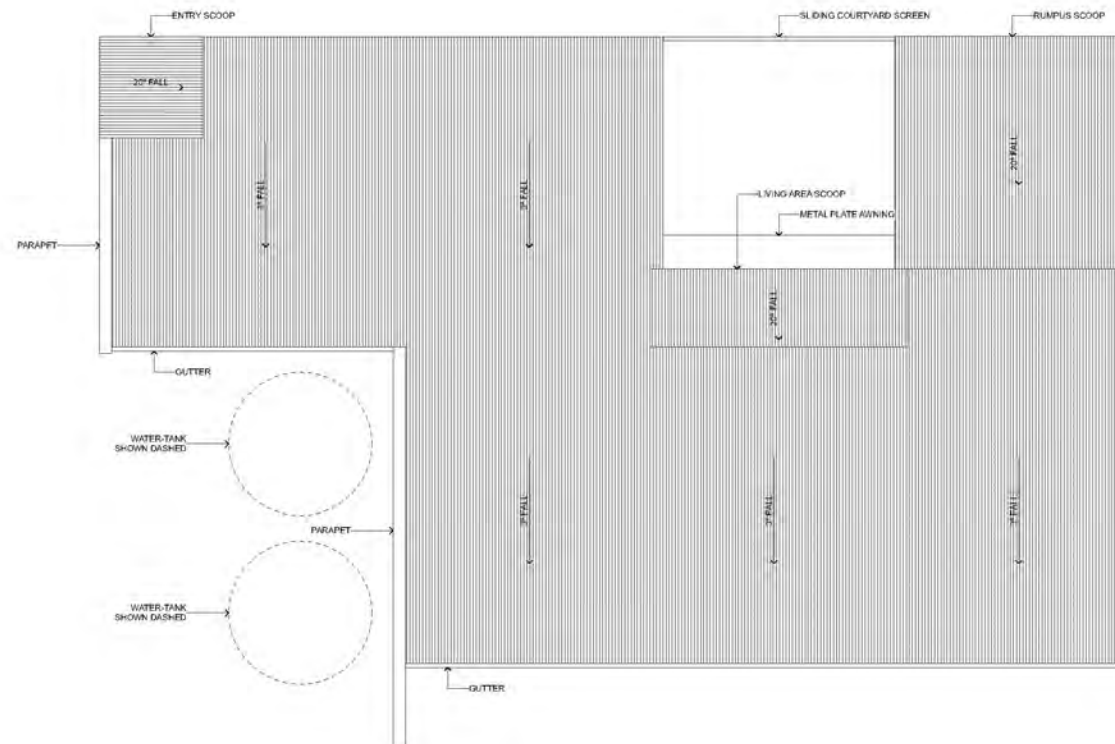 ENTRY SCOOP
SLIDING COURTYARD SCREEN
RUMPUS SCOOP
20° FALL
20° FALL
3° FALL
3° FALL
LIVING AREA SCOOP
METAL PLATE AWNING
PARAPET
20° FALL
GUTTER
WATER-TANK
SHOWN DASHED
3° FALL
3° FALL
3° FALL
PARAPET
WATER-TANK
SHOWN DASHED
GUTTER